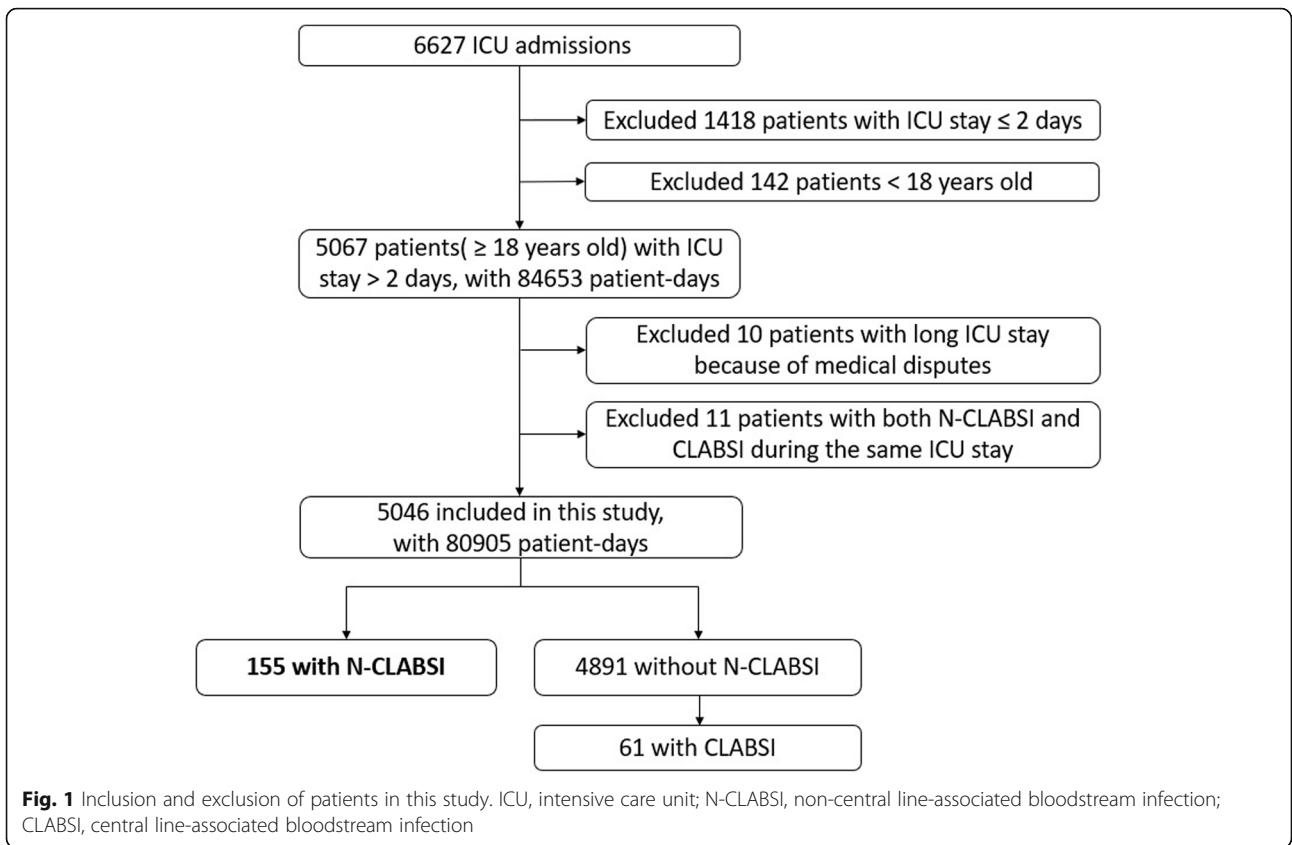 6627 ICU admissions
Excluded 1418 patients with ICU stay ≤ 2 days
Excluded 142 patients < 18 years old
5067 patients( ≥ 18 years old) with ICU
stay > 2 days, with 84653 patient-days
Excluded 10 patients with long ICU stay
because of medical disputes
Excluded 11 patients with both N-CLABSI and
CLABSI during the same ICU stay
5046 included in this study,
with 80905 patient-days
155 with N-CLABSI
4891 without N-CLABSI
61 with CLABSI
Fig. 1 Inclusion and exclusion of patients in this study. ICU, intensive care unit; N-CLABSI, non-central line-associated bloodstream infection;
CLABSI, central line-associated bloodstream infection